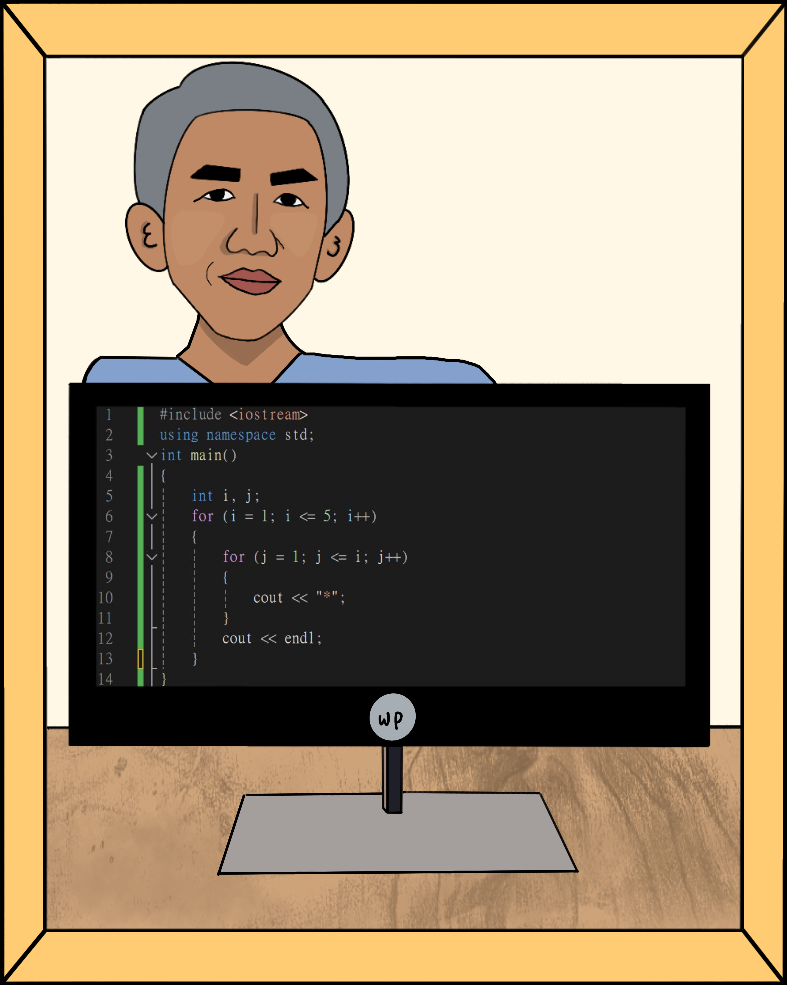 1 #include <iostream>
2 using namespace std;
3 int main()
4 {
5 int i, j;
6 for (i = 1; i <= 5; i++)
7 {
8 for (j = 1; j <= i; j++)
9 {
10 cout << "*";
11 }
12 cout << endl;
13 }
14 }
wp